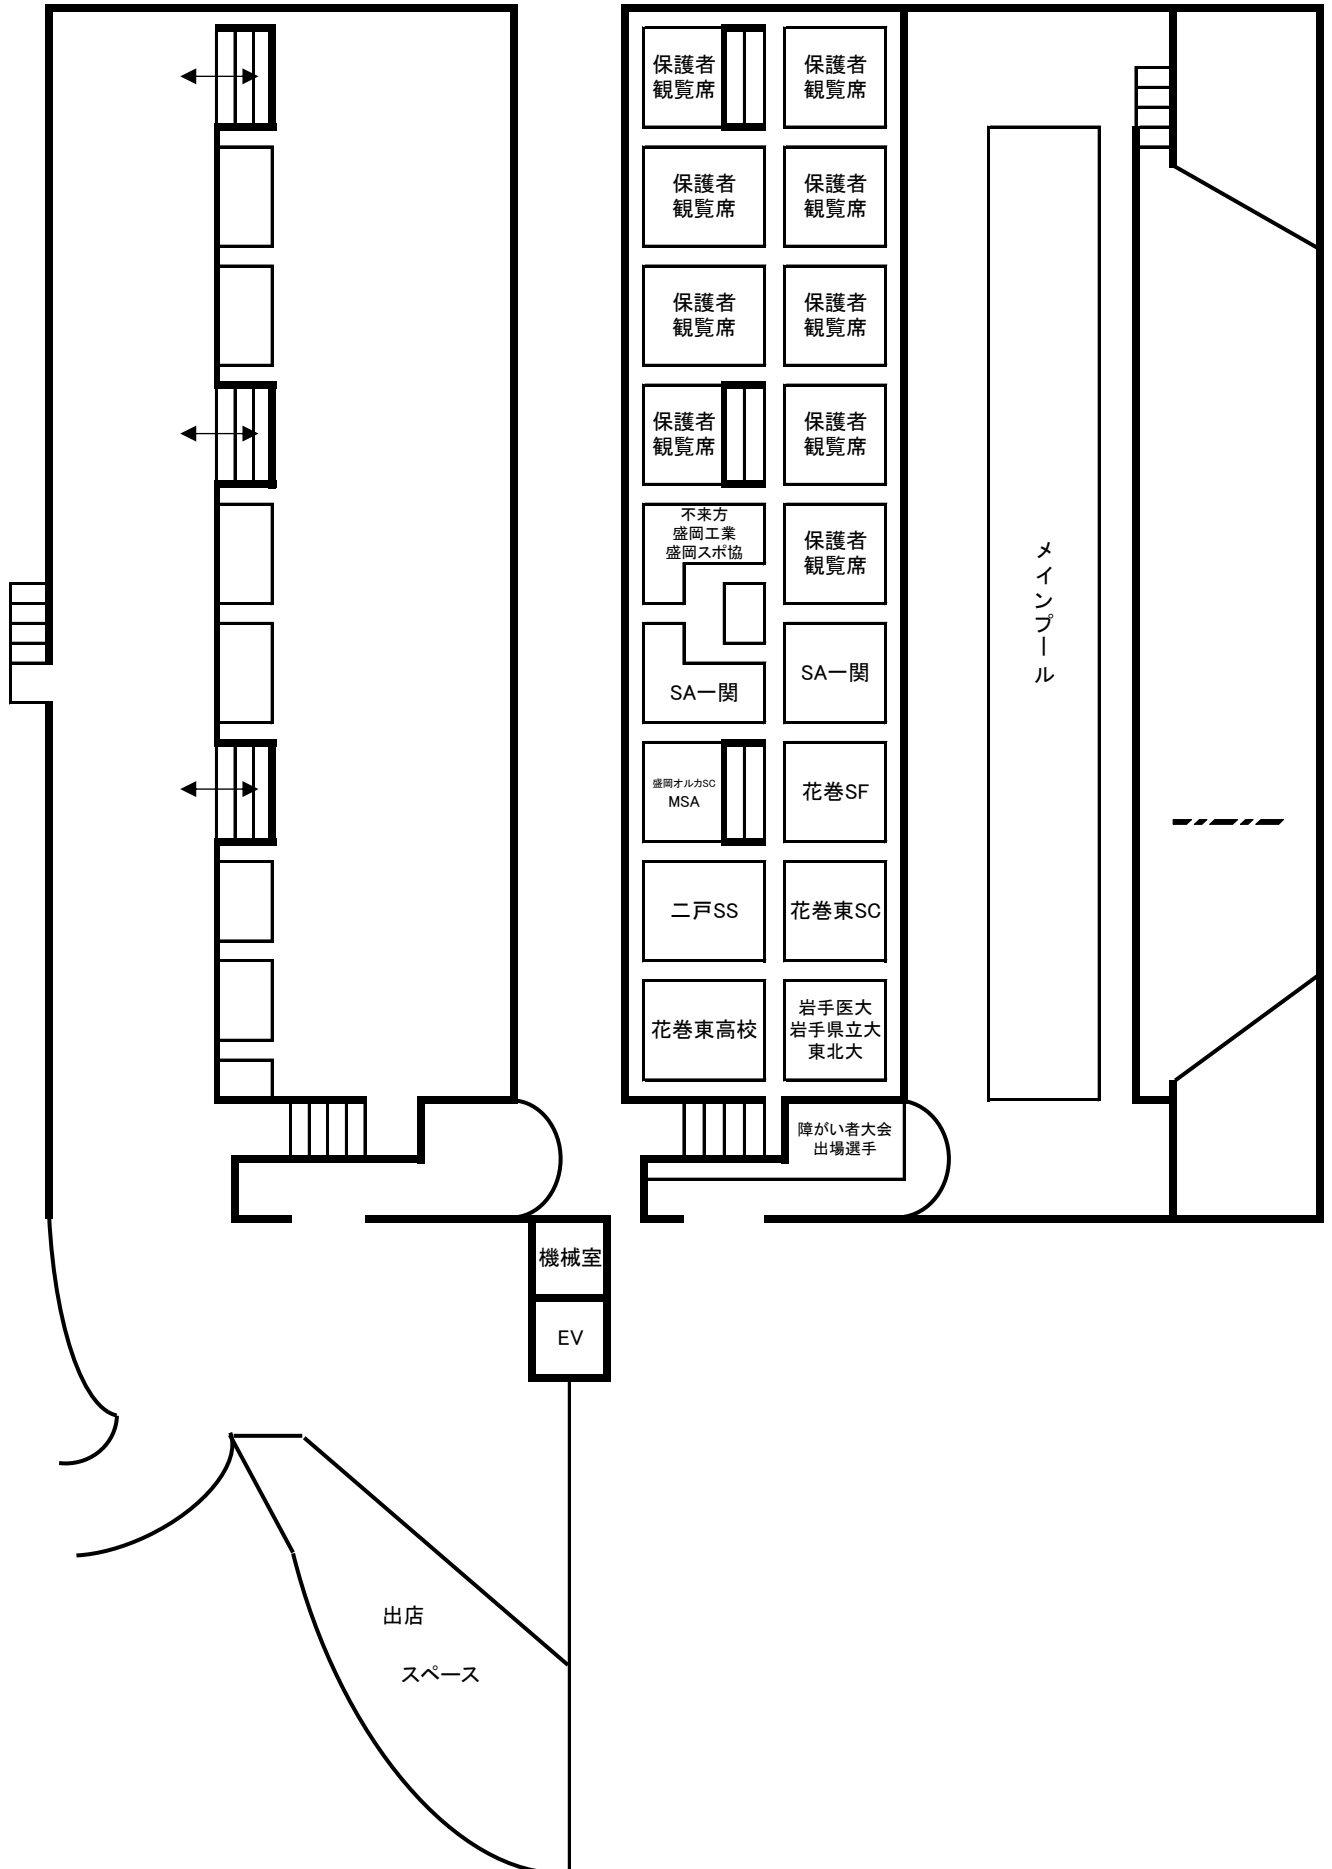 保護者
観覧席
保護者
観覧席
保護者
観覧席
保護者
観覧席
保護者
観覧席
保護者
観覧席
保護者
観覧席
保護者
観覧席
不来方
盛岡工業
盛岡スポ協
保護者
観覧席
メインプール
SA一関
SA一関
盛岡オルカSC
MSA
花巻SF
二戸SS
花巻東SC
花巻東高校
岩手医大
岩手県立大
東北大
障がい者大会
出場選手
機械室
EV
出店
スペース